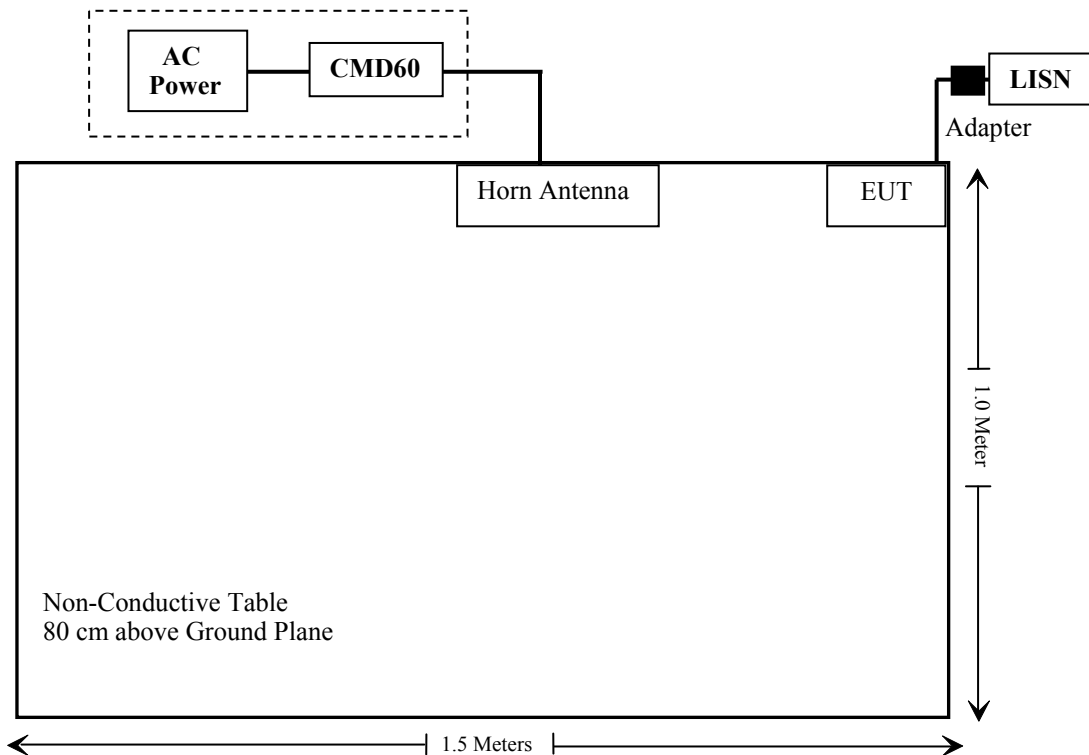 AC
Power
CMD60
LISN
Adapter
Horn Antenna
EUT
1.0 Meter
Non-Conductive Table
80 cm above Ground Plane
1.5 Meters